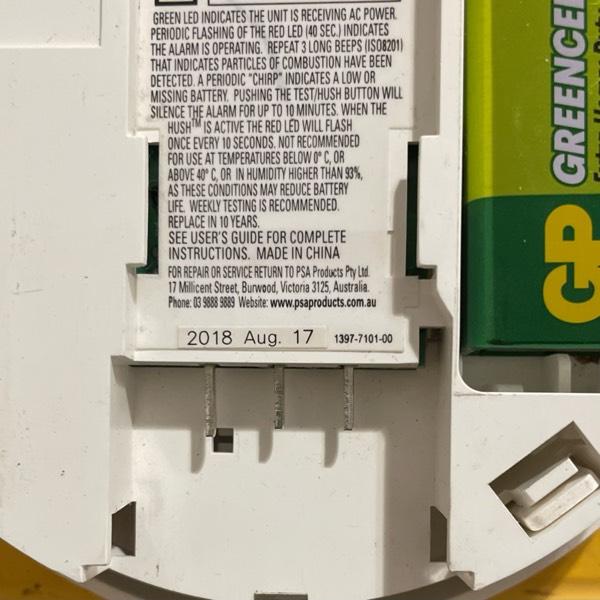 GREEN LED INDICATES THE UNIT IS RECEIVING AC POWER.
PERIODIC FLASHING OF THE RED LED (40 SEC.) INDICATES
THE ALARM IS OPERATING. REPEAT 3 LONG BEEPS (ISO8201)
THAT INDICATES PARTICLES OF COMBUSTION HAVE BEEN
DETECTED. A PERIODIC "CHIRP" INDICATES A LOW OR
MISSING BATTERY. PUSHING THE TEST/HUSH BUTTON WILL
SILENCE THE ALARM FOR UP TO 10 MINUTES. WHEN THE
HUSH™ IS ACTIVE THE RED LED WILL FLASH
ONCE EVERY 10 SECONDS. NOT RECOMMENDED
FOR USE AT TEMPERATURES BELOW 0° C, OR
ABOVE 40° C, OR IN HUMIDITY HIGHER THAN 93%,
AS THESE CONDITIONS MAY REDUCE BATTERY
LIFE. WEEKLY TESTING IS RECOMMENDED.
REPLACE IN 10 YEARS.
SEE USER'S GUIDE FOR COMPLETE
INSTRUCTIONS. MADE IN CHINA
FOR REPAIR OR SERVICE RETURN TO PSA Products Pty Ltd.
17 Millicent Street, Burwood, Victoria 3125, Australia.
Phone: 03 9888 9889 Website: www.psaproducts.com.au
2018 Aug. 17
1397-7101-00
GP
GREENCE